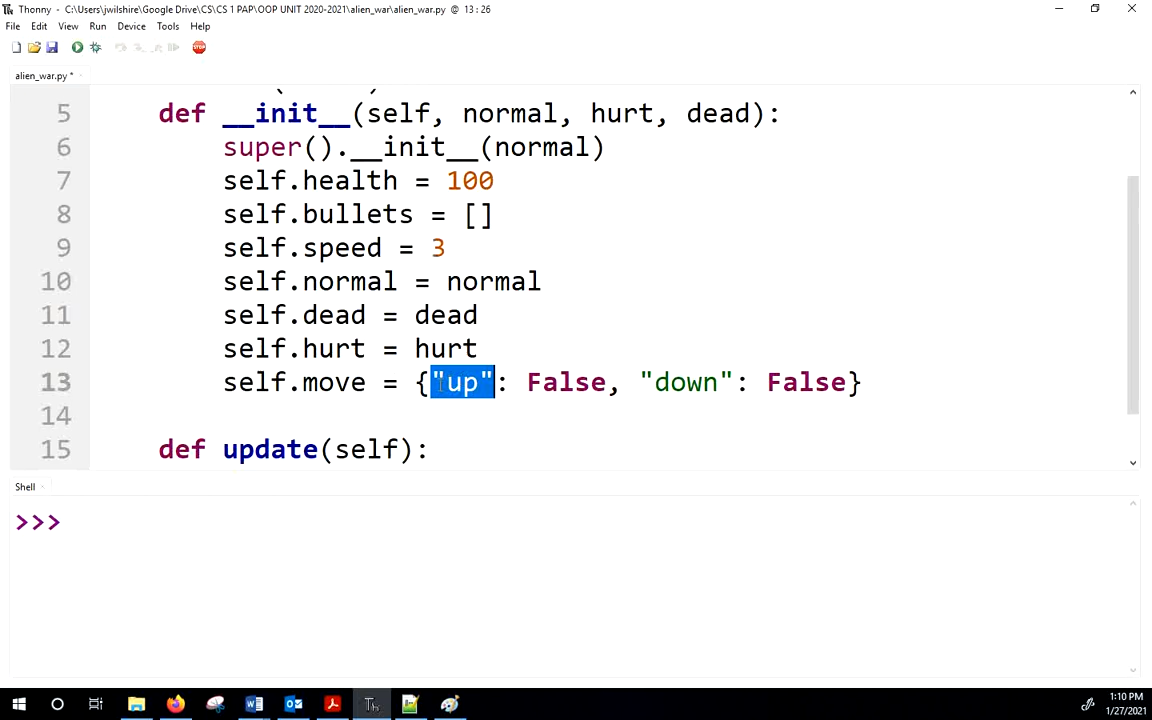 Thonny - C:\Users\jwilshire\Google Drive\CS\CS 1 PAP\OOP UNIT 2020-2021\alien_war\alien_war.py @ 13 : 26
File Edit View Run Device Tools Help
STOP
alien_war.py *
5 def __init__(self, normal, hurt, dead):
6 super().__init__(normal)
7 self.health = 100
8 self.bullets = []
9 self.speed = 3
10 self.normal = normal
11 self.dead = dead
12 self.hurt = hurt
13 self.move = {"up": False, "down": False}
14
15 def update(self):
Shell
>>>
1:10 PM
1/27/2021